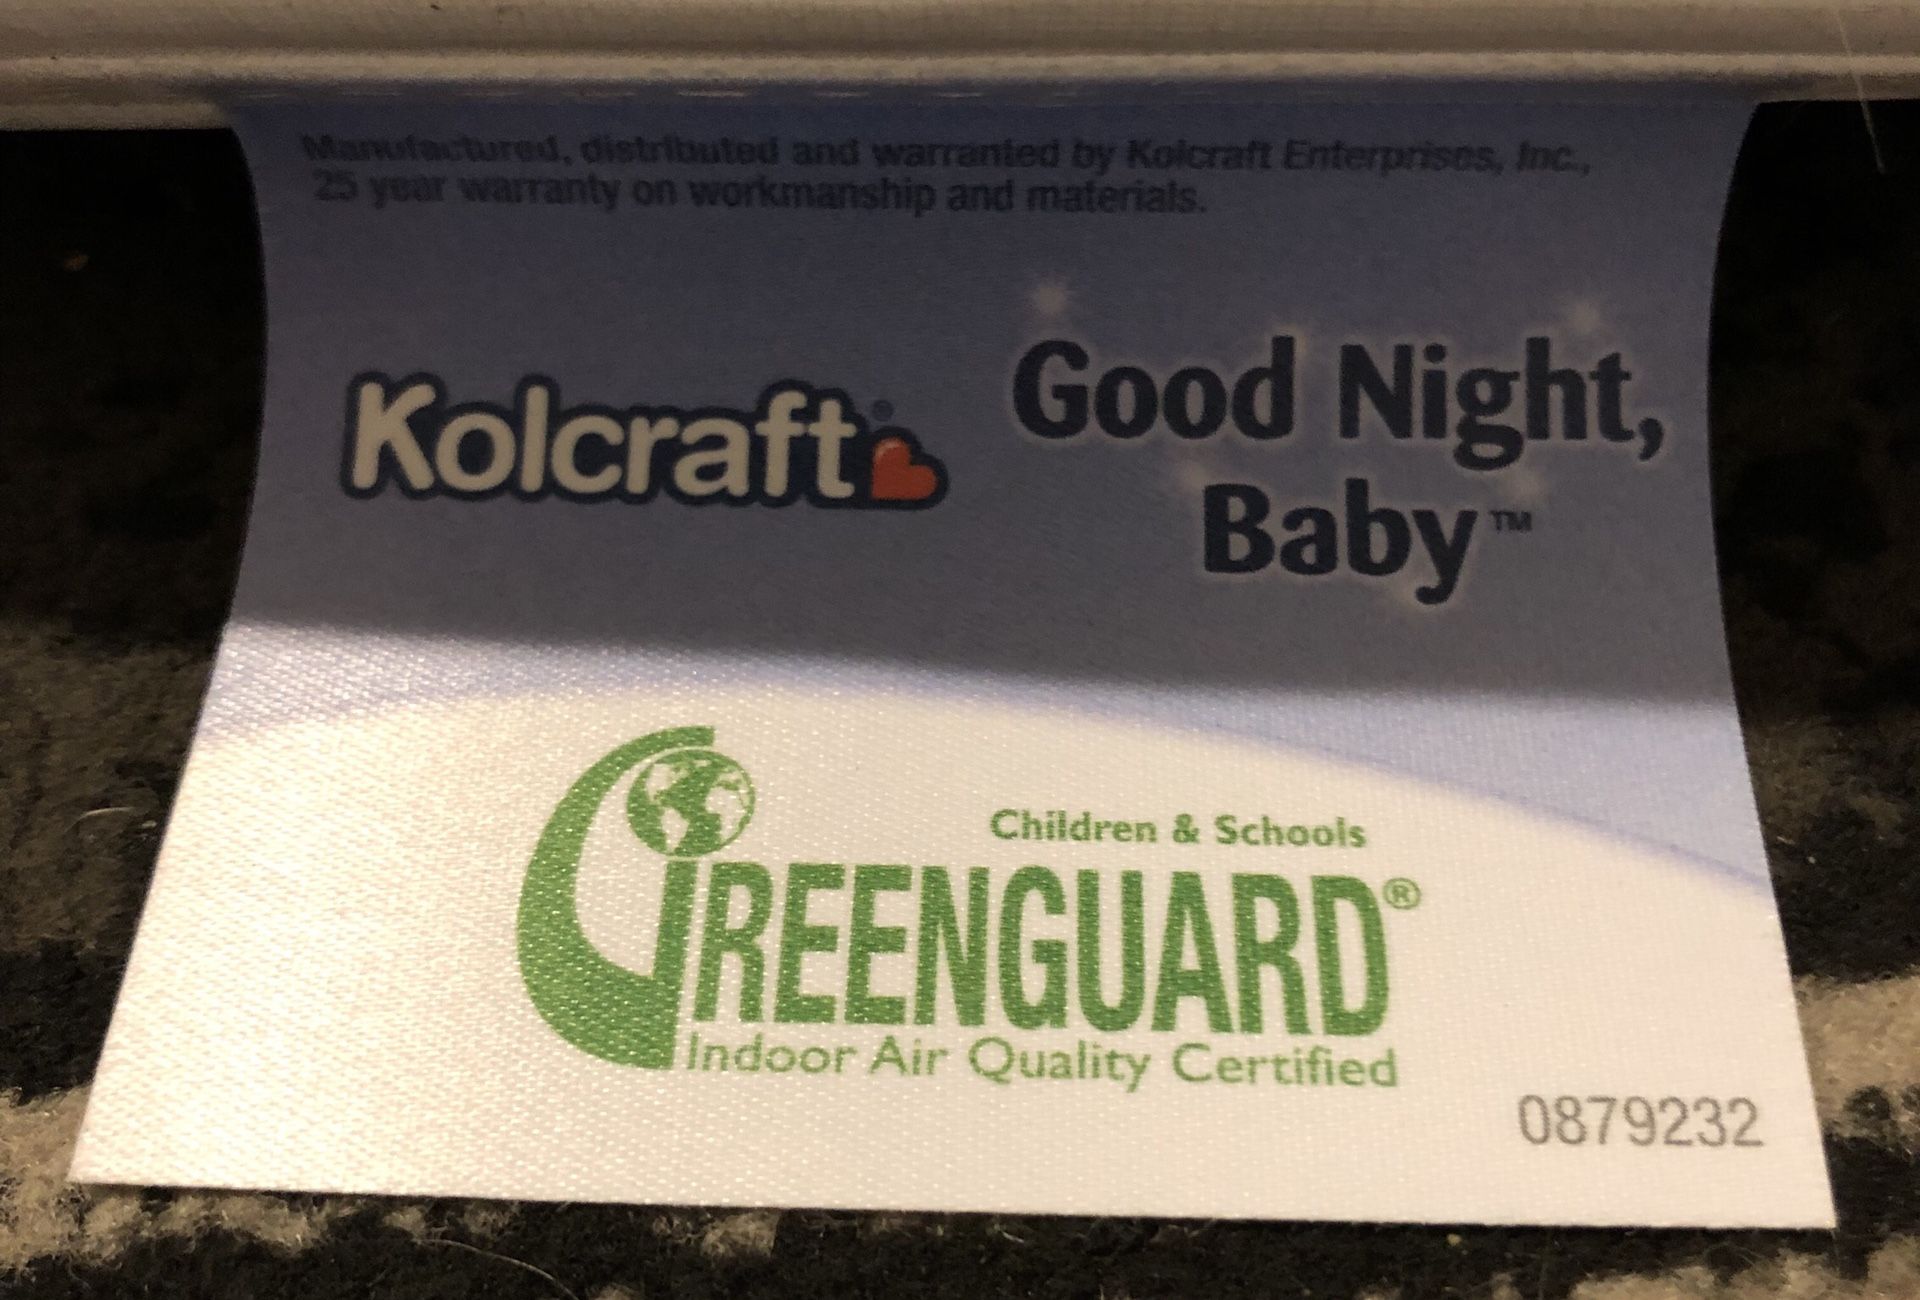 Manufactured, distributed and warranted by Kolcraft Enterprises, Inc.,
25 year warranty on workmanship and materials.
Kolcraft®
Good Night,
Baby™
Children & Schools
GREENGUARD®
Indoor Air Quality Certified
0879232